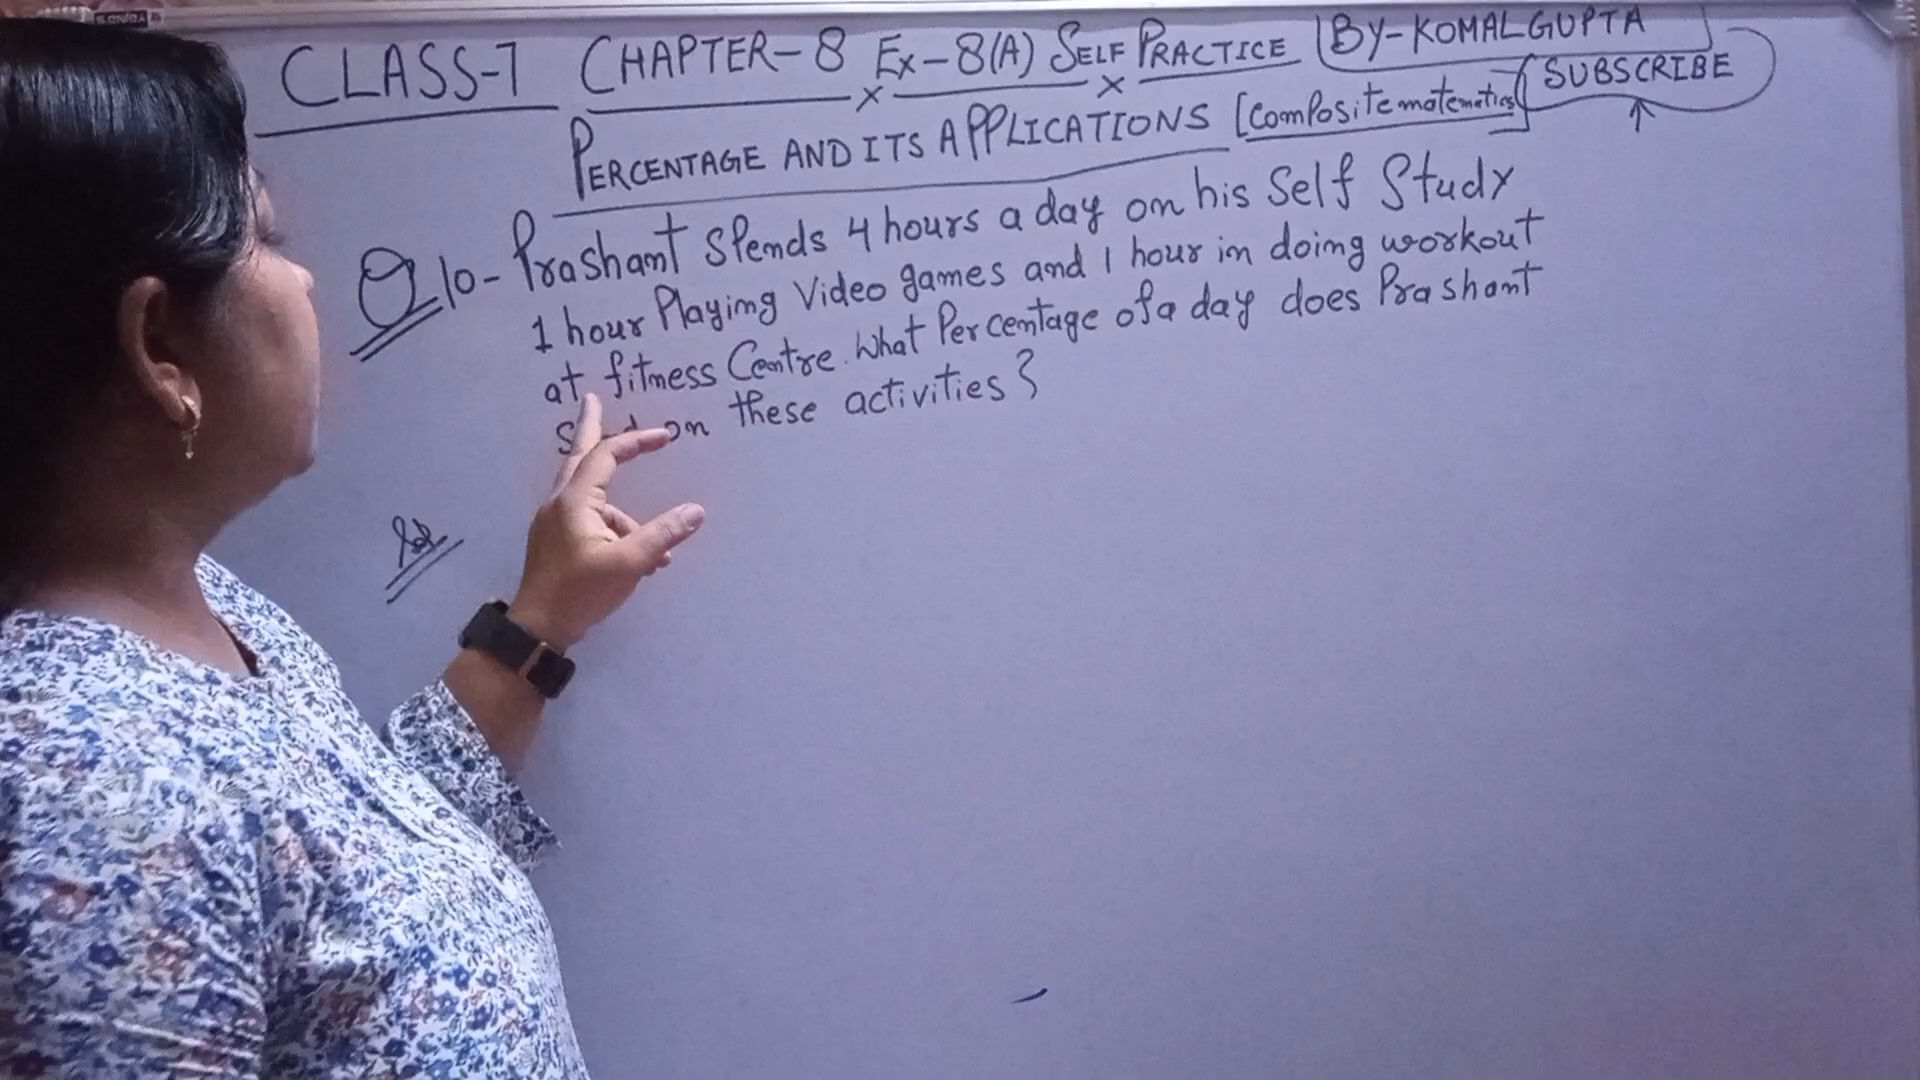 CLASS-7 CHAPTER-8 EX-8(A) SELF PRACTICE BY-KOMAL GUPTA
PERCENTAGE AND ITS APPLICATIONS [Composite matematics] SUBSCRIBE
Q10- Prashant spends 4 hours a day on his self study
1 hour Playing Video games and 1 hour in doing workout
at fitness Centre. What Percentage of a day does Prashant
on these activities?
Sol